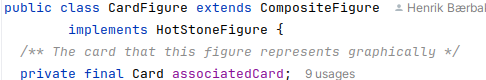 public class CardFigure extends CompositeFigure Henrik Bærbal
implements HotStoneFigure {
/** The card that this figure represents graphically */
private final Card associatedCard; 9 usages